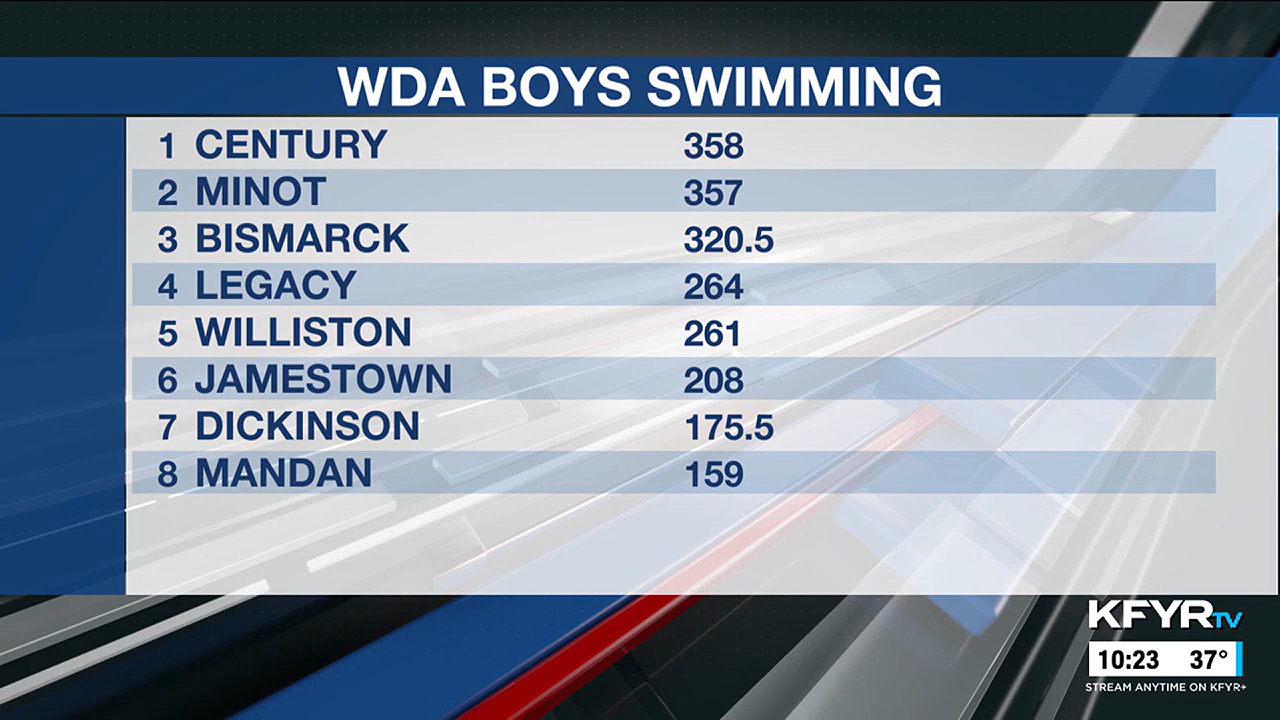 WDA BOYS SWIMMING
1 CENTURY 358
2 MINOT 357
3 BISMARCK 320.5
4 LEGACY 264
5 WILLISTON 261
6 JAMESTOWN 208
7 DICKINSON 175.5
8 MANDAN 159
KFYRTV
10:23 37°
STREAM ANYTIME ON KFYR+